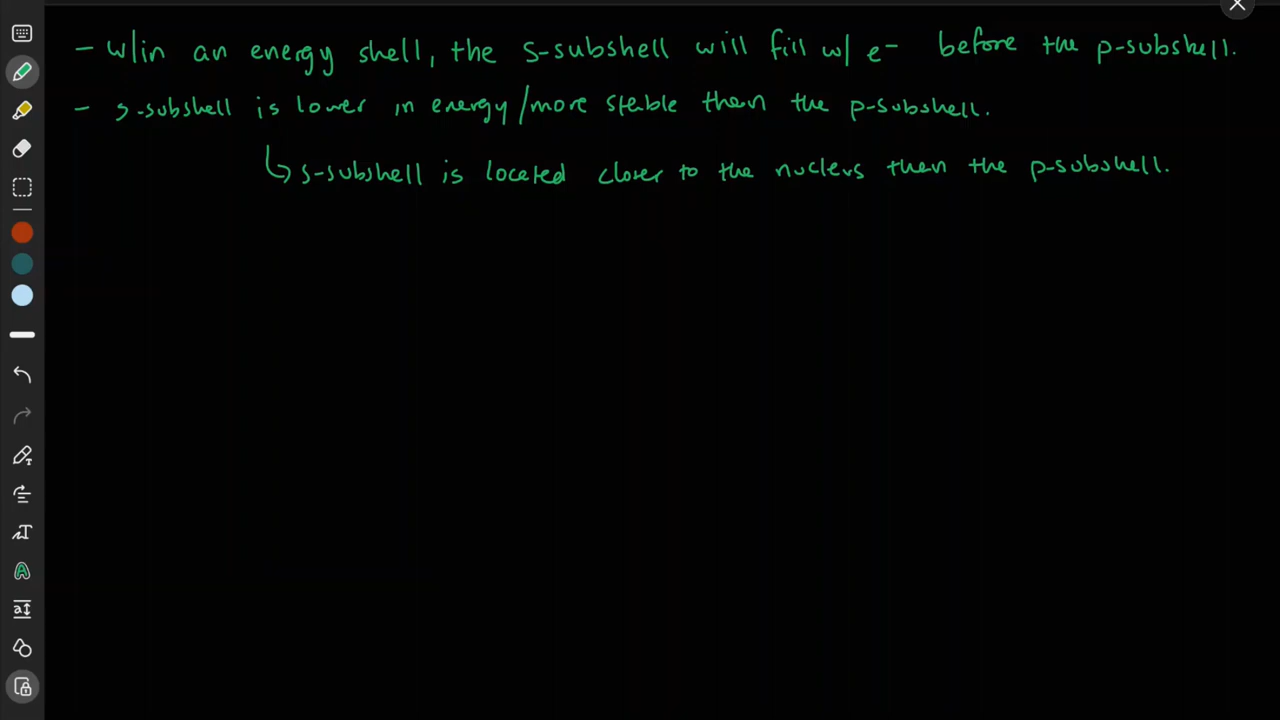 - w/in an energy shell, the s-subshell will fill w/ e- before the p-subshell.
- s-subshell is lower in energy/more stable than the p-subshell.
↳ s-subshell is located closer to the nucleus than the p-subshell.